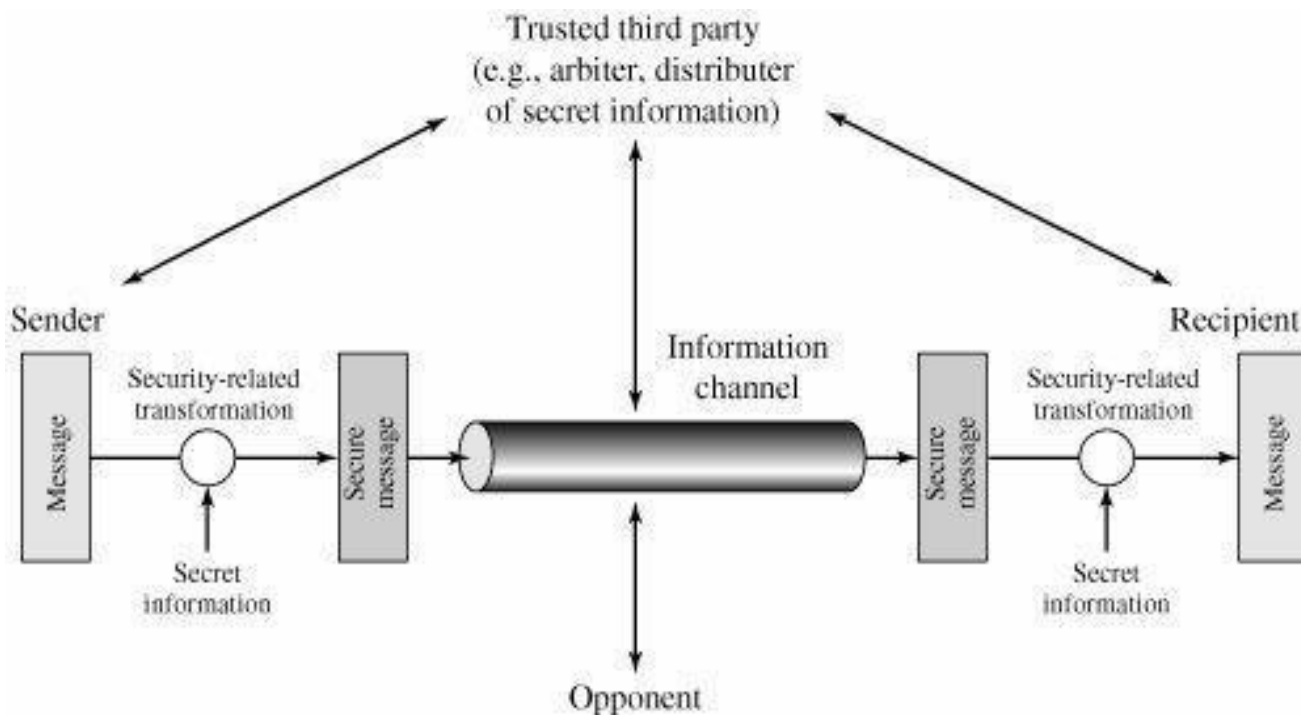 Trusted third party
(e.g., arbiter, distributer
of secret information)
Sender
Recipient
Information
channel
Security-related
transformation
Security-related
transformation
Message
Secure
message
Secure
message
Message
Secret
information
Secret
information
Opponent